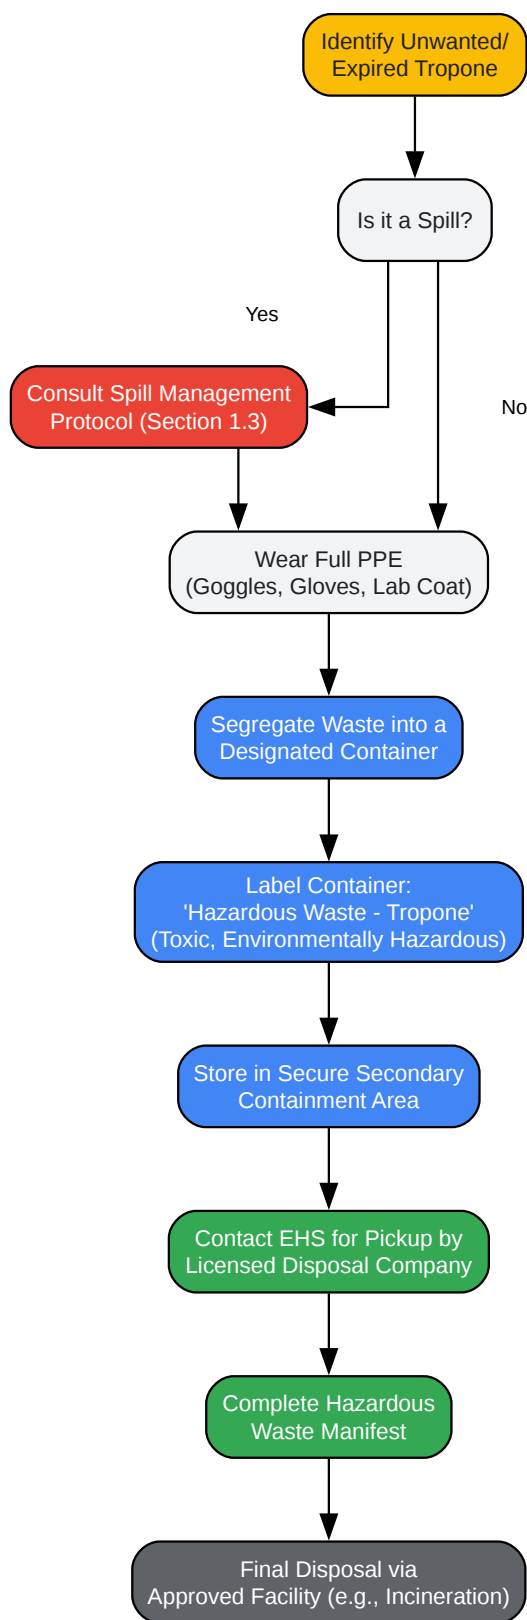 Identify Unwanted/
Expired Tropone
Is it a Spill?
Yes
Consult Spill Management
Protocol (Section 1.3)
No
Wear Full PPE
(Goggles, Gloves, Lab Coat)
Segregate Waste into a
Designated Container
Label Container:
'Hazardous Waste - Tropone'
(Toxic, Environmentally Hazardous)
Store in Secure Secondary
Containment Area
Contact EHS for Pickup by
Licensed Disposal Company
Complete Hazardous
Waste Manifest
Final Disposal via
Approved Facility (e.g., Incineration)